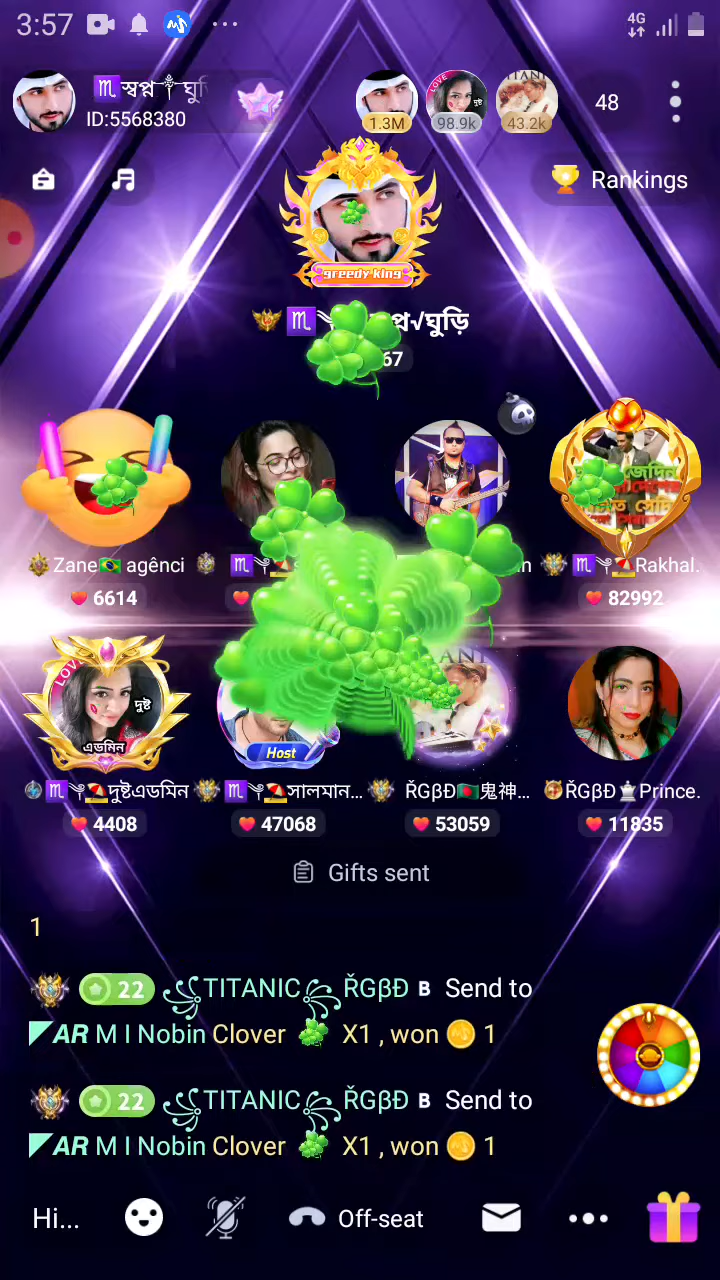 3:57
4G
♏স্বপ্ন༒ঘুড়ি
ID:5568380
1.3M
98.9k
43.2k
48
Rankings
greedy king
√ঘুড়ি
67
Zane🇧🇷 agênci
♏༆⛱️
♏༆⛱️Rakhal.
6614
82992
LOVE
দুষ্ট
এডমিন
Host
♏༆⛱️দুষ্টএডমিন
♏༆⛱️সালমান...
ŘGβĐ🇧🇩鬼神...
ŘGβĐ♜Prince.
4408
47068
53059
11835
Gifts sent
1
22 ꧁TITANIC꧂ŘGβĐ ʙ Send to
◤AR M I Nobin Clover X1 , won 1
22 ꧁TITANIC꧂ŘGβĐ ʙ Send to
◤AR M I Nobin Clover X1 , won 1
Hi...
Off-seat